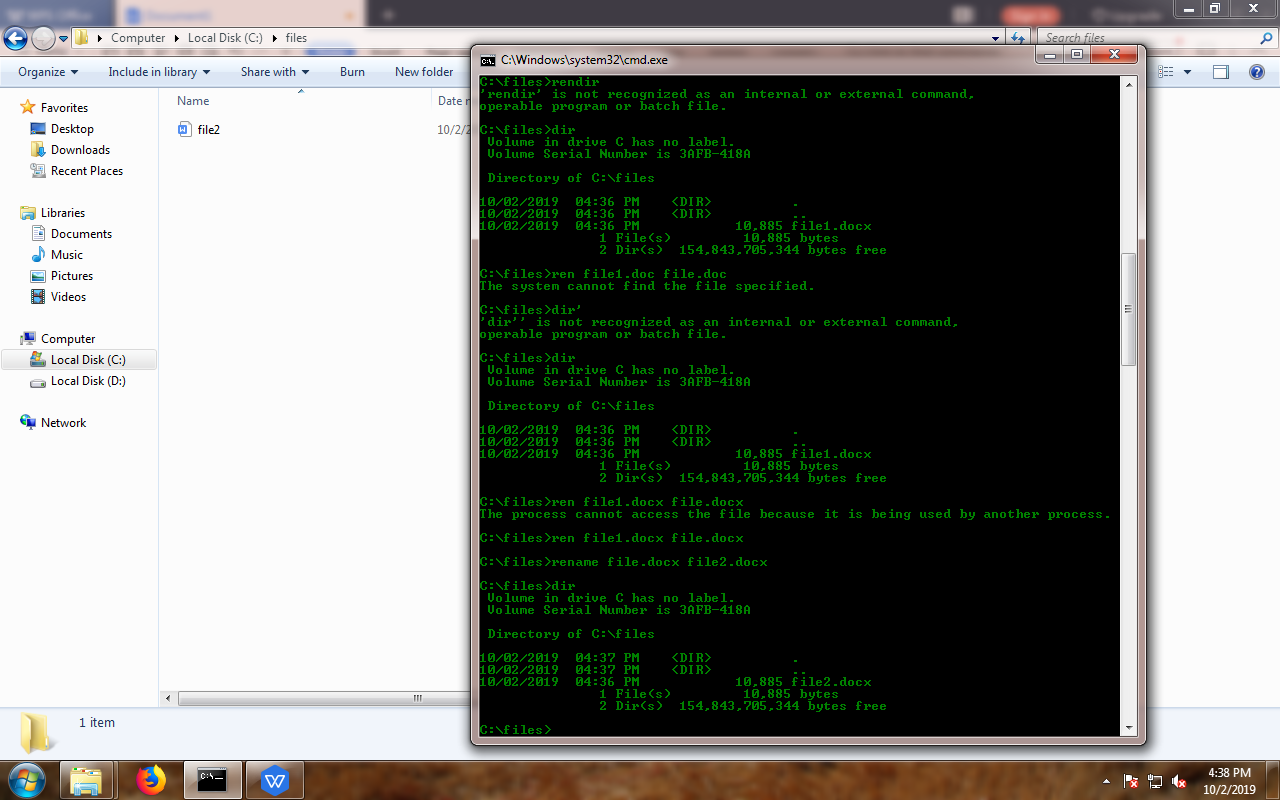 Document1
Sign in
Upgrade
Computer
Local Disk (C:)
files
Search files
Organize
Include in library
Share with
Burn
New folder
Name
Date m
file2
10/2/2
Favorites
Desktop
Downloads
Recent Places
Libraries
Documents
Music
Pictures
Videos
Computer
Local Disk (C:)
Local Disk (D:)
Network
1 item
C:\Windows\system32\cmd.exe
C:\files>rendir
'rendir' is not recognized as an internal or external command,
operable program or batch file.
C:\files>dir
Volume in drive C has no label.
Volume Serial Number is 3AFB-418A
Directory of C:\files
10/02/2019  04:36 PM    <DIR>          .
10/02/2019  04:36 PM    <DIR>          ..
10/02/2019  04:36 PM            10,885 file1.docx
1 File(s)         10,885 bytes
2 Dir(s)  154,843,705,344 bytes free
C:\files>ren file1.doc file.doc
The system cannot find the file specified.
C:\files>dir'
'dir'' is not recognized as an internal or external command,
operable program or batch file.
C:\files>dir
Volume in drive C has no label.
Volume Serial Number is 3AFB-418A
Directory of C:\files
10/02/2019  04:36 PM    <DIR>          .
10/02/2019  04:36 PM    <DIR>          ..
10/02/2019  04:36 PM            10,885 file1.docx
1 File(s)         10,885 bytes
2 Dir(s)  154,843,705,344 bytes free
C:\files>ren file1.docx file.docx
The process cannot access the file because it is being used by another process.
C:\files>ren file1.docx file.docx
C:\files>rename file.docx file2.docx
C:\files>dir
Volume in drive C has no label.
Volume Serial Number is 3AFB-418A
Directory of C:\files
10/02/2019  04:37 PM    <DIR>          .
10/02/2019  04:37 PM    <DIR>          ..
10/02/2019  04:36 PM            10,885 file2.docx
1 File(s)         10,885 bytes
2 Dir(s)  154,843,705,344 bytes free
C:\files>
4:38 PM
10/2/2019